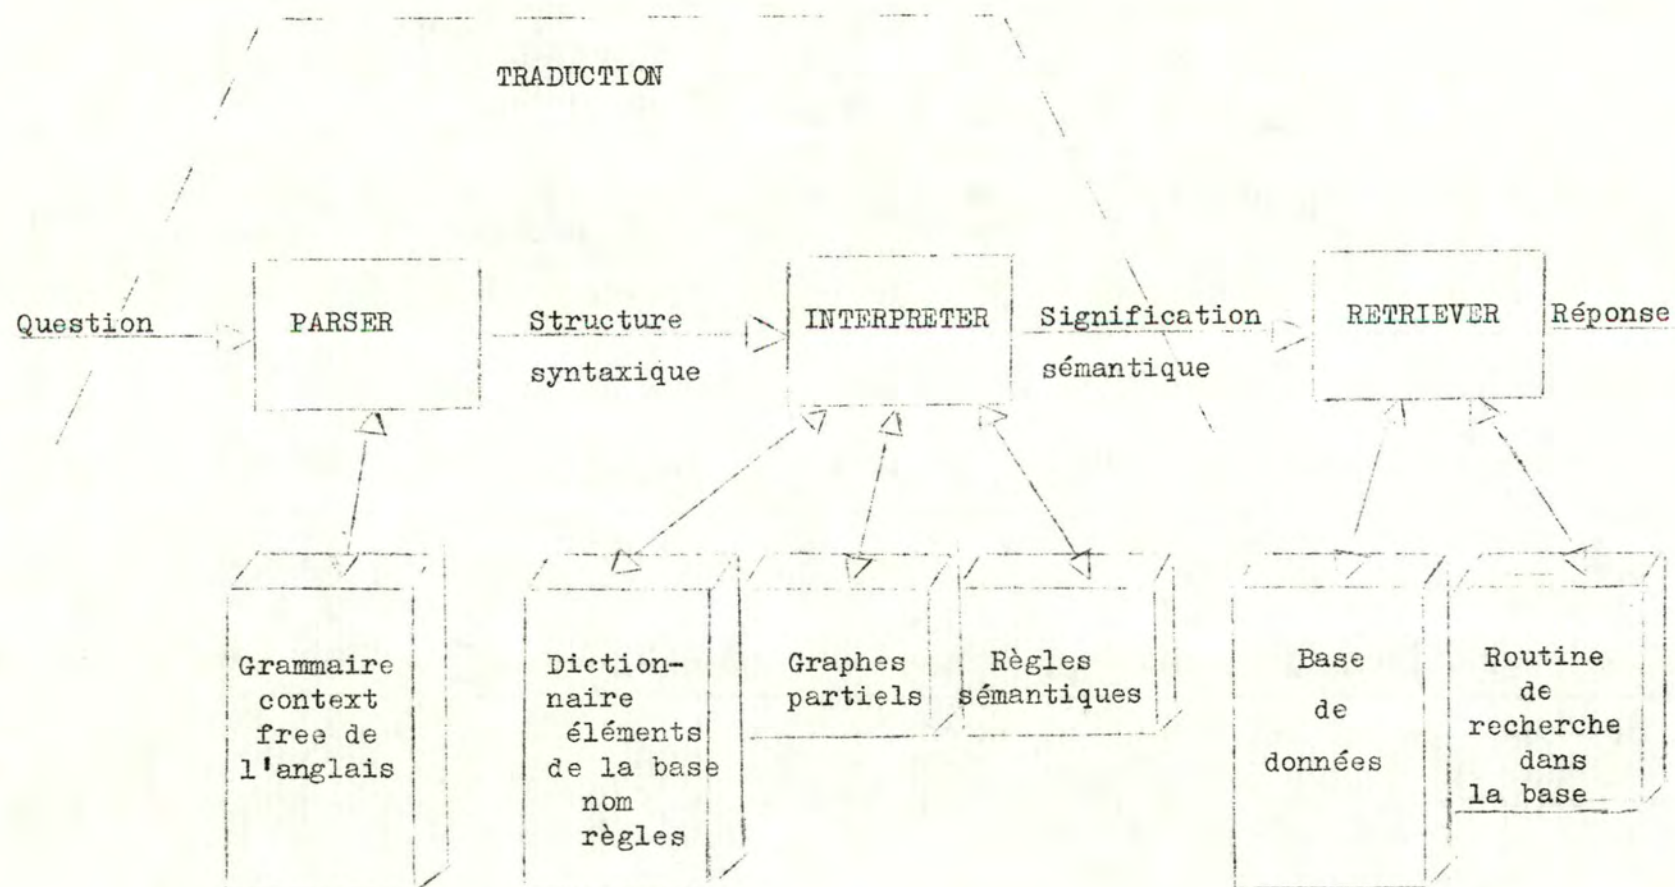 TRADUCTION
Question
PARSER
Structure
syntaxique
INTERPRETER
Signification
sémantique
RETRIEVER
Réponse
Grammaire
context
free de
l'anglais
Diction-
naire
éléments
de la base
nom
règles
Graphes
partiels
Règles
sémantiques
Base
de
données
Routine
de
recherche
dans
la base